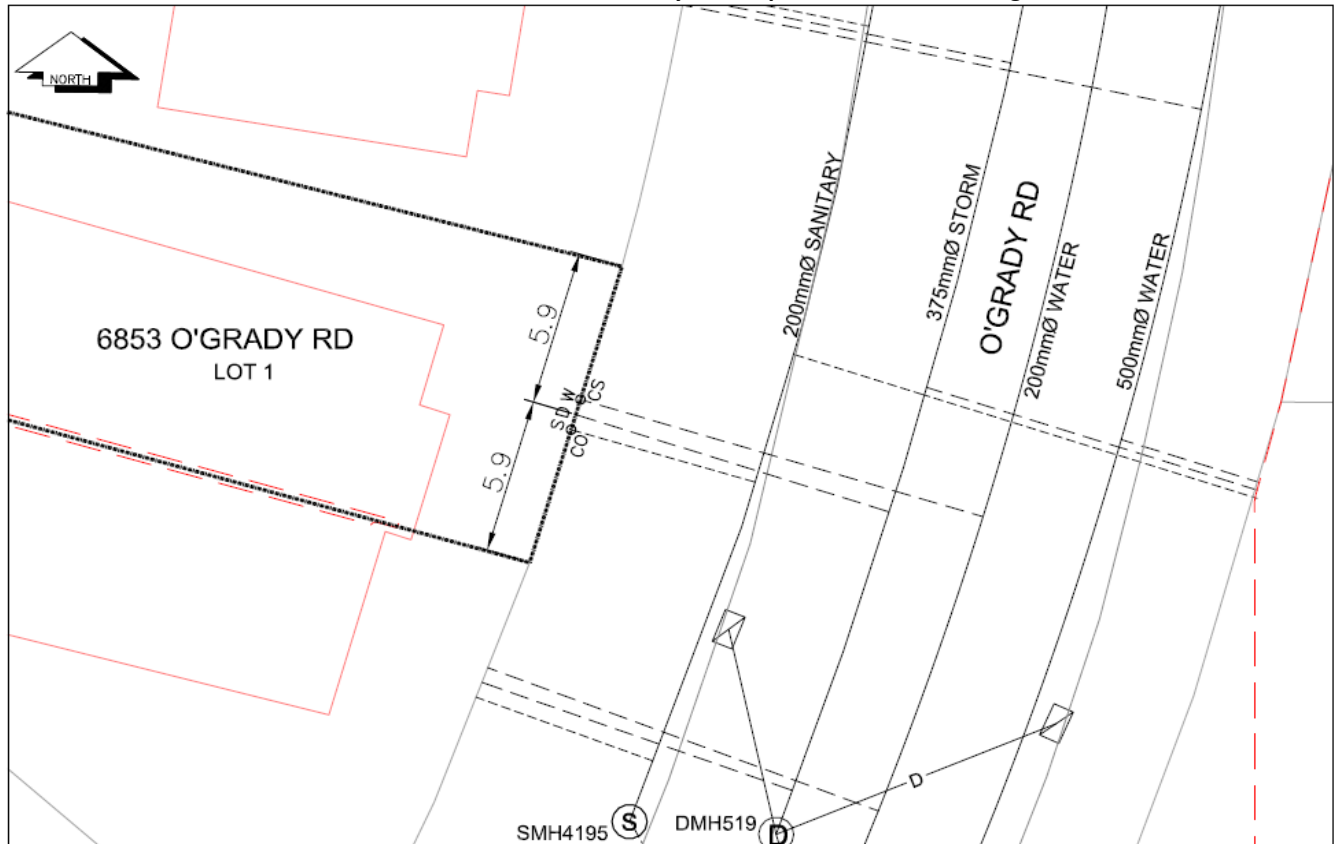 NORTH
6853 O'GRADY RD
LOT 1
5.9
5.9
S D W
CS
CO
200mmØ SANITARY
375mmØ STORM
O'GRADY RD
200mmØ WATER
500mmØ WATER
SMH4195
S
DMH519
D
D